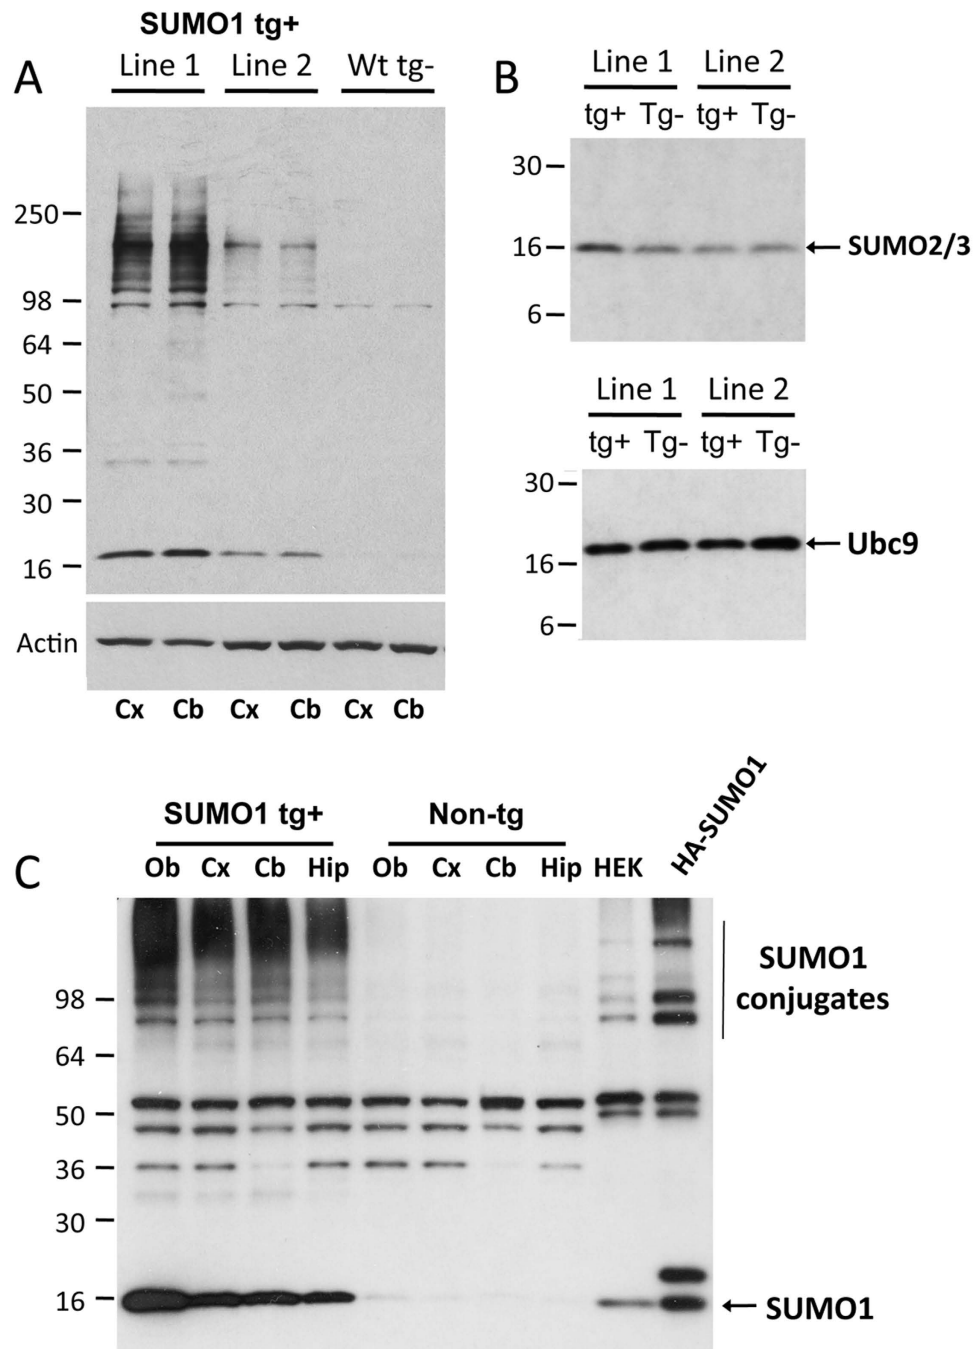 SUMO1 tg+
A
Line 1 Line 2 Wt tg-
250
98
64
50
36
30
16
Actin
Cx Cb Cx Cb Cx Cb
B
Line 1 Line 2
tg+ Tg- tg+ Tg-
30
16
6
SUMO2/3
Line 1 Line 2
tg+ Tg- tg+ Tg-
30
16
6
Ubc9
C
SUMO1 tg+ Non-tg
Ob Cx Cb Hip Ob Cx Cb Hip HEK HA-SUMO1
98
64
50
36
30
16
SUMO1
conjugates
SUMO1